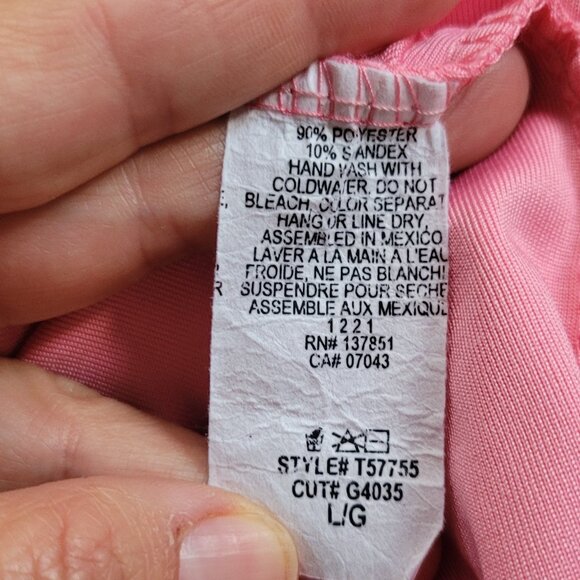 90% POLYESTER
10% SPANDEX
HAND WASH WITH
COLDWATER, DO NOT
BLEACH, COLOR SEPARAT
HANG OR LINE DRY,
ASSEMBLED IN MEXICO
LAVER A LA MAIN A L'EAU
FROIDE, NE PAS BLANCHI
R SUSPENDRE POUR SECHE
ASSEMBLE AUX MEXIQUE
1 2 2 1
RN# 137851
CA# 07043
STYLE# T57755
CUT# G4035
L/G